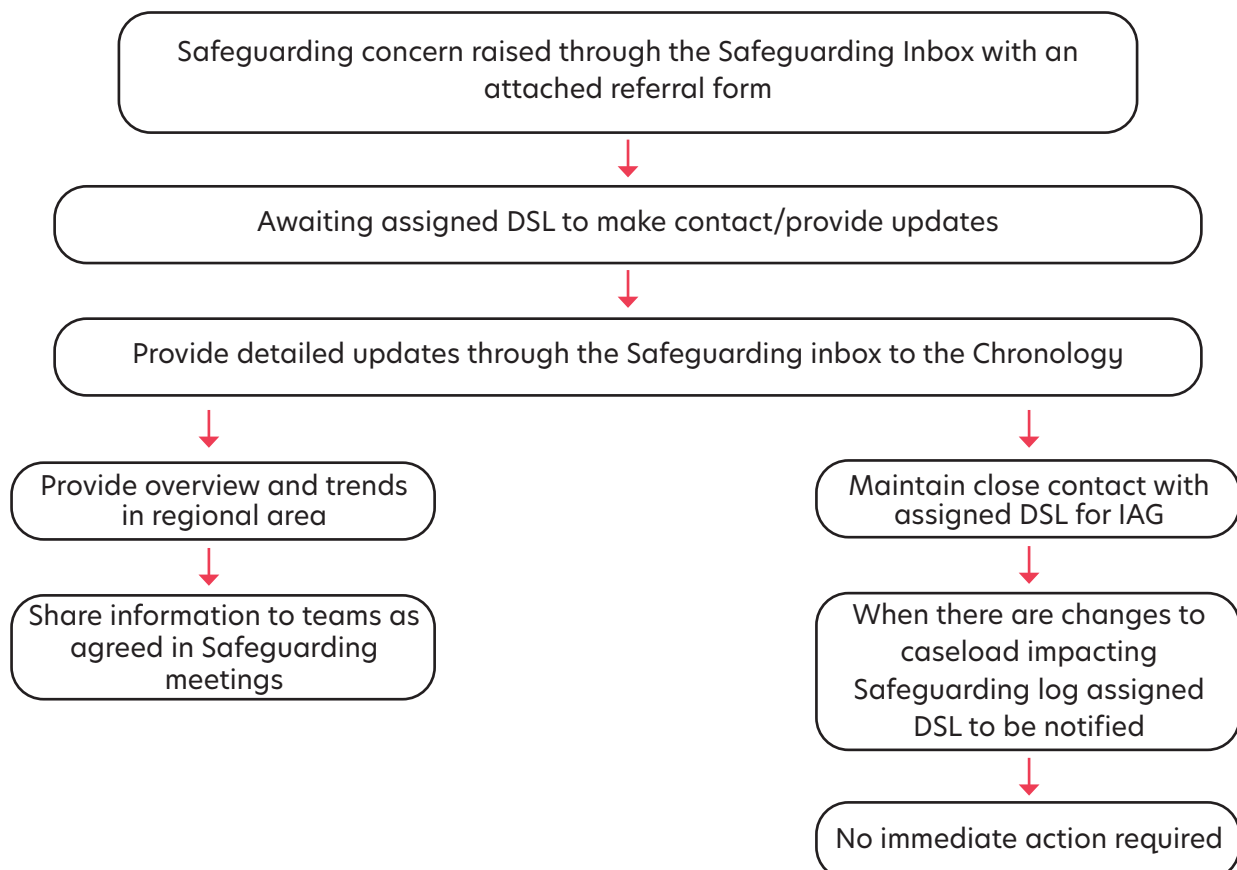 Safeguarding concern raised through the Safeguarding Inbox with an
attached referral form
Awaiting assigned DSL to make contact/provide updates
Provide detailed updates through the Safeguarding inbox to the Chronology
Provide overview and trends
in regional area
Share information to teams as
agreed in Safeguarding
meetings
Maintain close contact with
assigned DSL for IAG
When there are changes to
caseload impacting
Safeguarding log assigned
DSL to be notified
No immediate action required